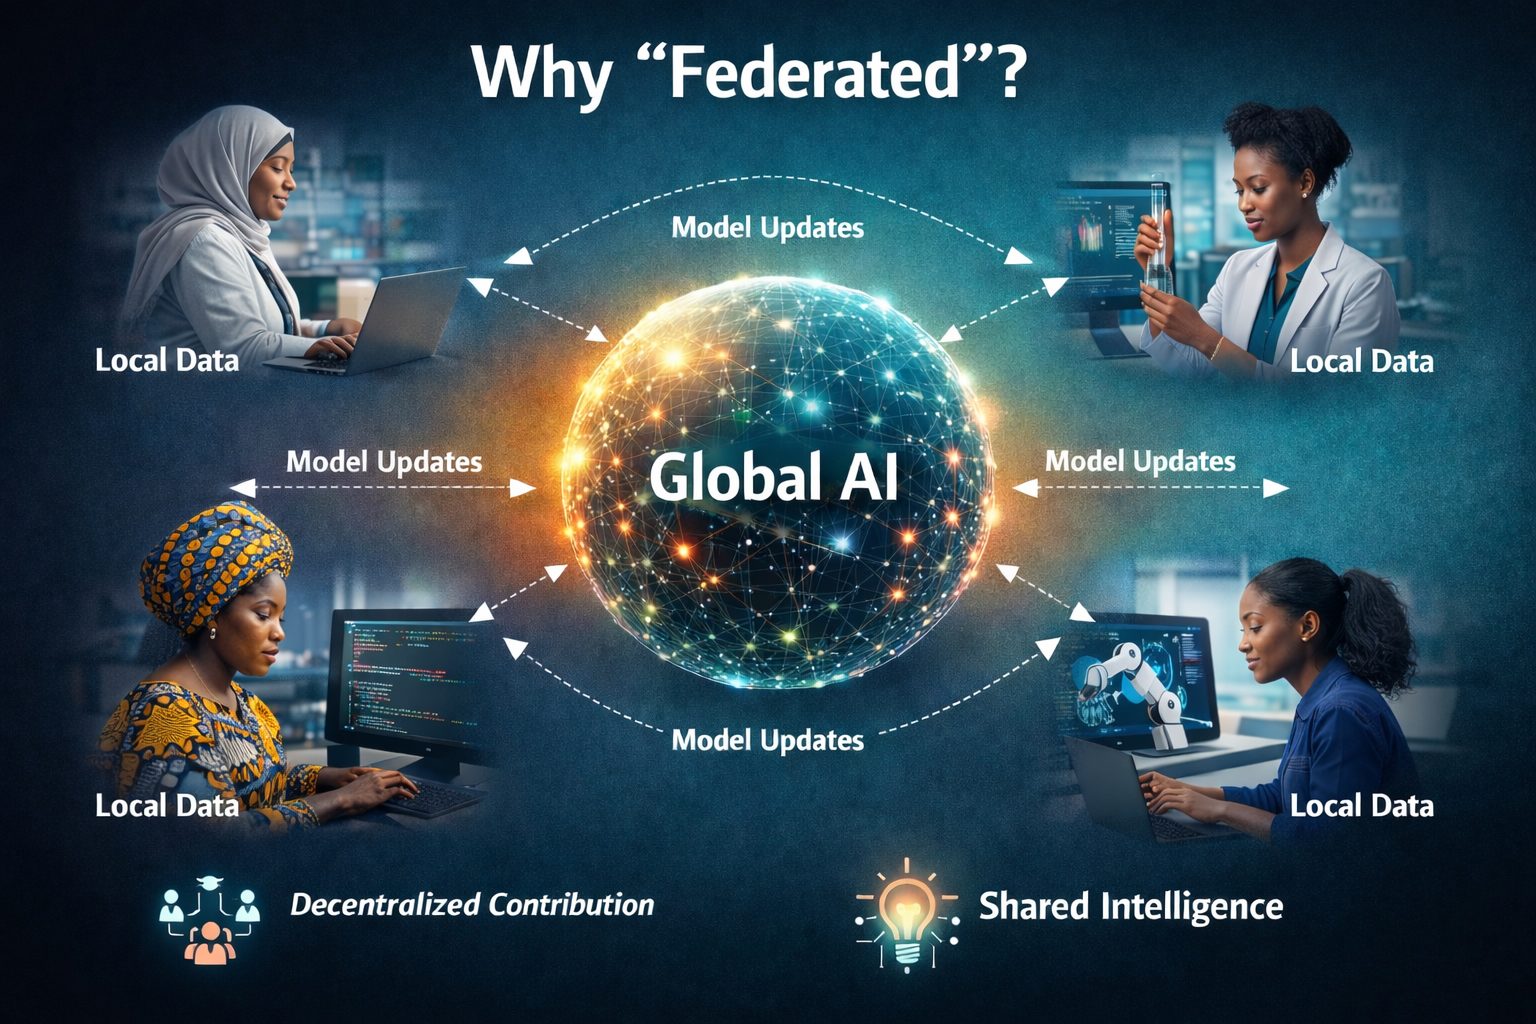 Why “Federated”?
Model Updates
Local Data
Local Data
Model Updates
Global AI
Model Updates
Model Updates
Local Data
Local Data
Decentralized Contribution
Shared Intelligence